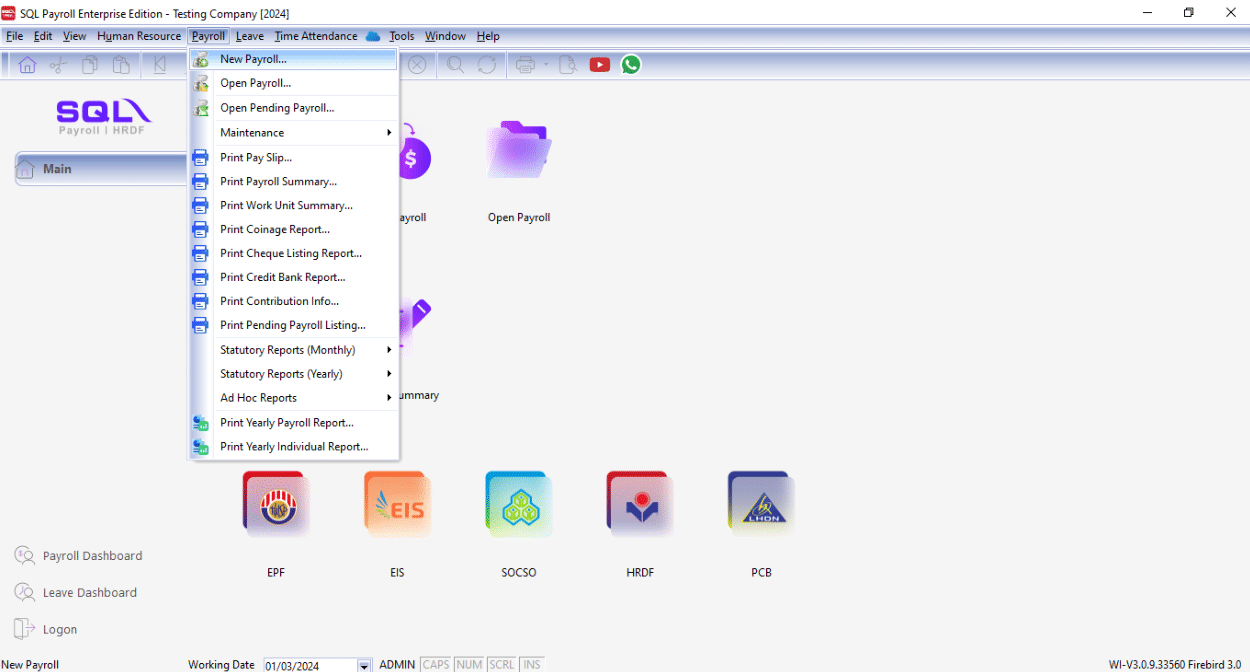 SQL Payroll Enterprise Edition - Testing Company [2024]
File Edit View Human Resource Payroll Leave Time Attendance Tools Window Help
SQL
Payroll | HRDF
Main
New Payroll...
Open Payroll...
Open Pending Payroll...
Maintenance
Print Pay Slip...
Print Payroll Summary...
Print Work Unit Summary...
Print Coinage Report...
Print Cheque Listing Report...
Print Credit Bank Report...
Print Contribution Info...
Print Pending Payroll Listing...
Statutory Reports (Monthly)
Statutory Reports (Yearly)
Ad Hoc Reports
Print Yearly Payroll Report...
Print Yearly Individual Report...
$
ayroll
Open Payroll
ummary
EIS
LHDN
EPF
EIS
SOCSO
HRDF
PCB
Payroll Dashboard
Leave Dashboard
Logon
New Payroll
Working Date 01/03/2024 ADMIN CAPS NUM SCRL INS
WI-V3.0.9.33560 Firebird 3.0